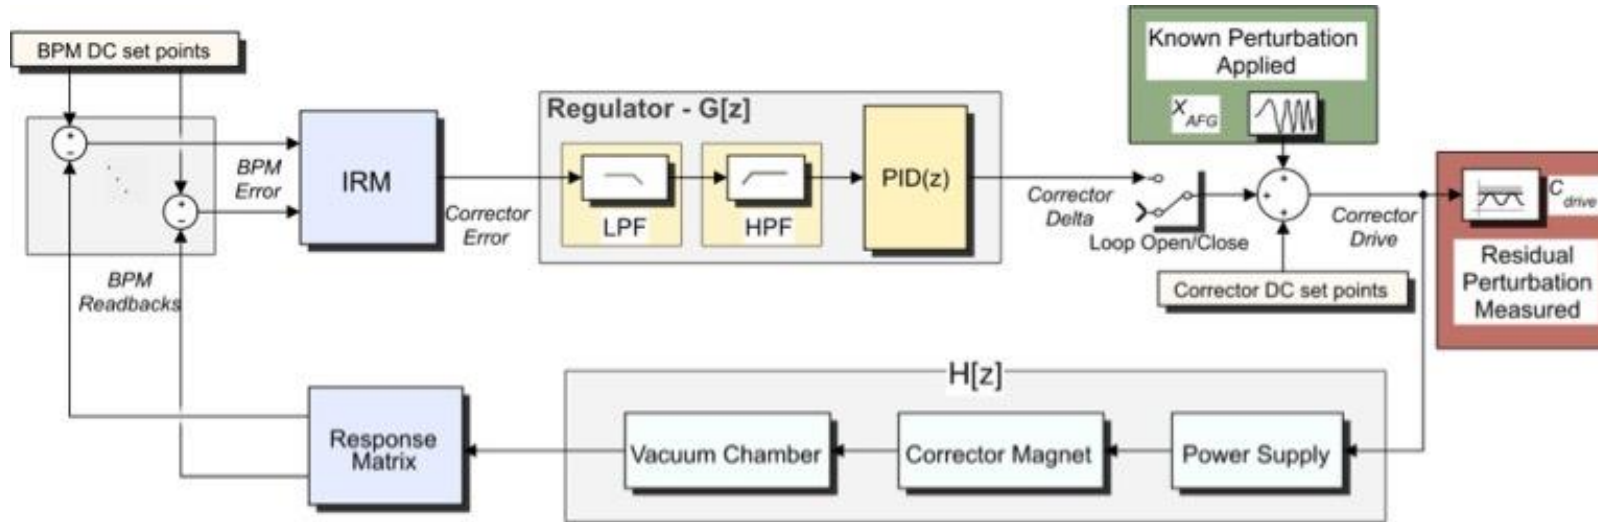 BPM DC set points
Known Perturbation
Applied
X AFG
Regulator - G[z]
BPM
Error
IRM
Corrector
Error
LPF
HPF
PID(z)
Corrector
Delta
Loop Open/Close
Corrector
Drive
C drive
Residual
Perturbation
Measured
Corrector DC set points
BPM
Readbacks
H[z]
Response
Matrix
Vacuum Chamber
Corrector Magnet
Power Supply